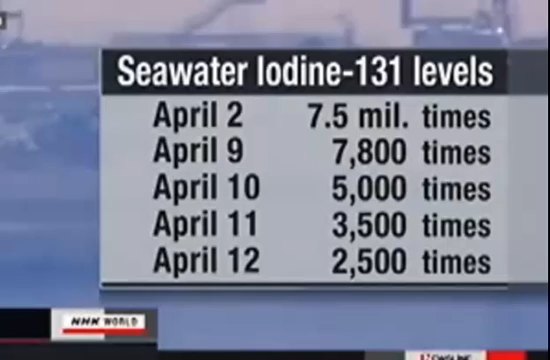 Seawater Iodine-131 levels
April 2 7.5 mil. times
April 9 7,800 times
April 10 5,000 times
April 11 3,500 times
April 12 2,500 times
NHK WORLD